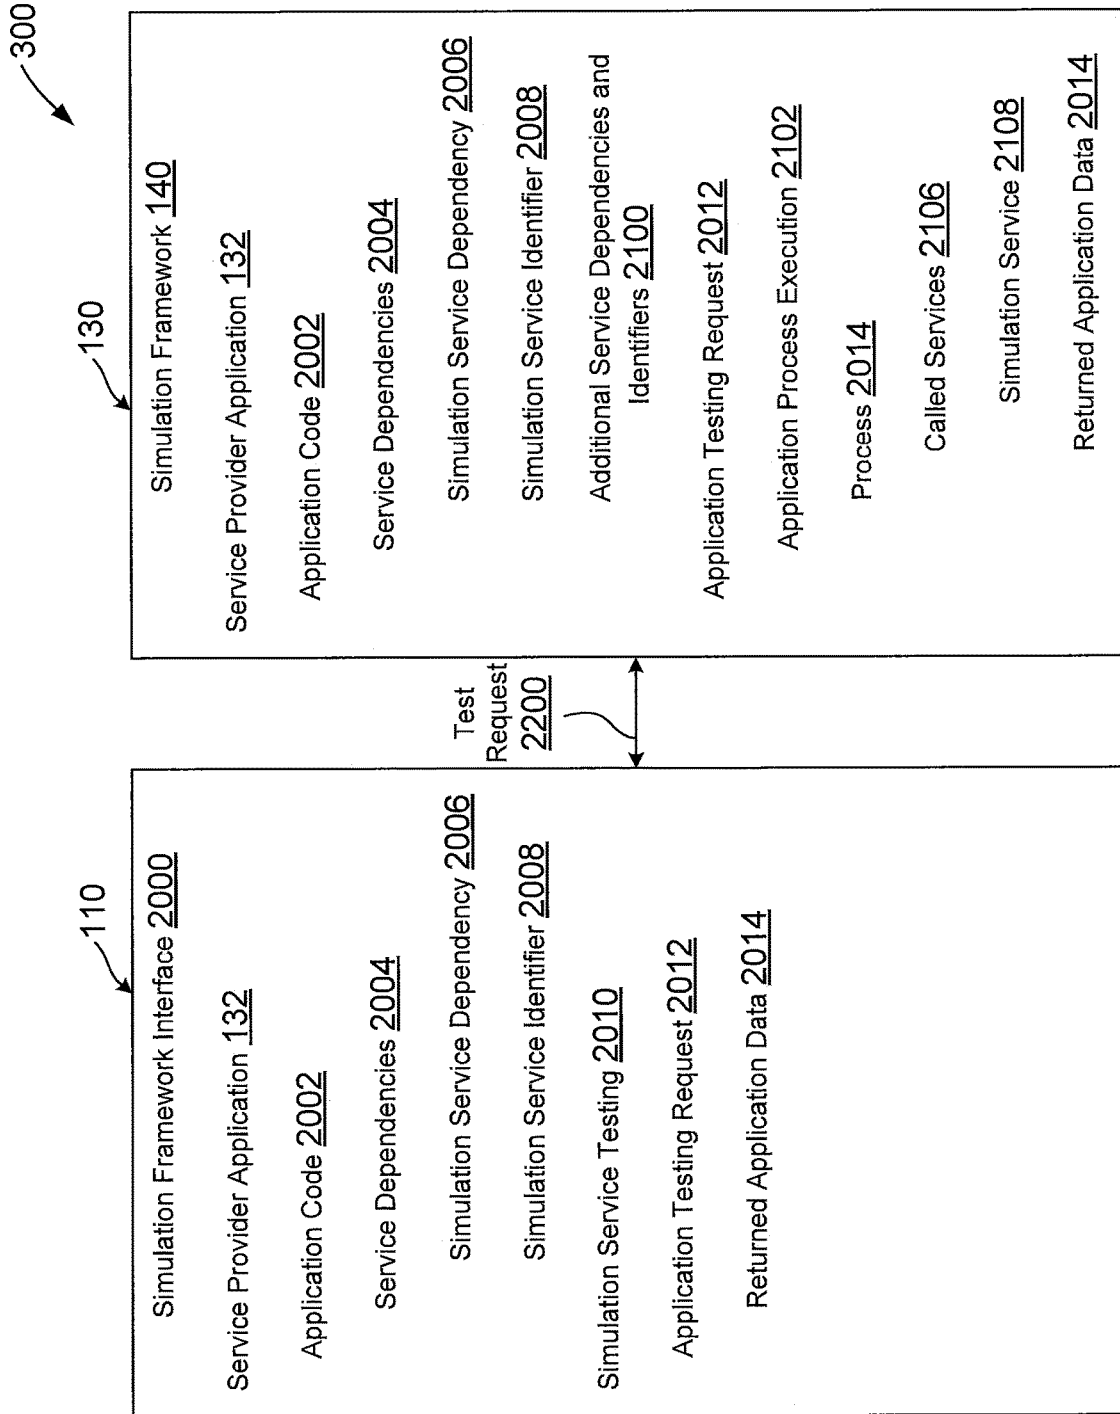 300
110
Simulation Framework Interface 2000
Service Provider Application 132
Application Code 2002
Service Dependencies 2004
Simulation Service Dependency 2006
Simulation Service Identifier 2008
Simulation Service Testing 2010
Application Testing Request 2012
Returned Application Data 2014
Test
Request
2200
130
Simulation Framework 140
Service Provider Application 132
Application Code 2002
Service Dependencies 2004
Simulation Service Dependency 2006
Simulation Service Identifier 2008
Additional Service Dependencies and
Identifiers 2100
Application Testing Request 2012
Application Process Execution 2102
Process 2014
Called Services 2106
Simulation Service 2108
Returned Application Data 2014